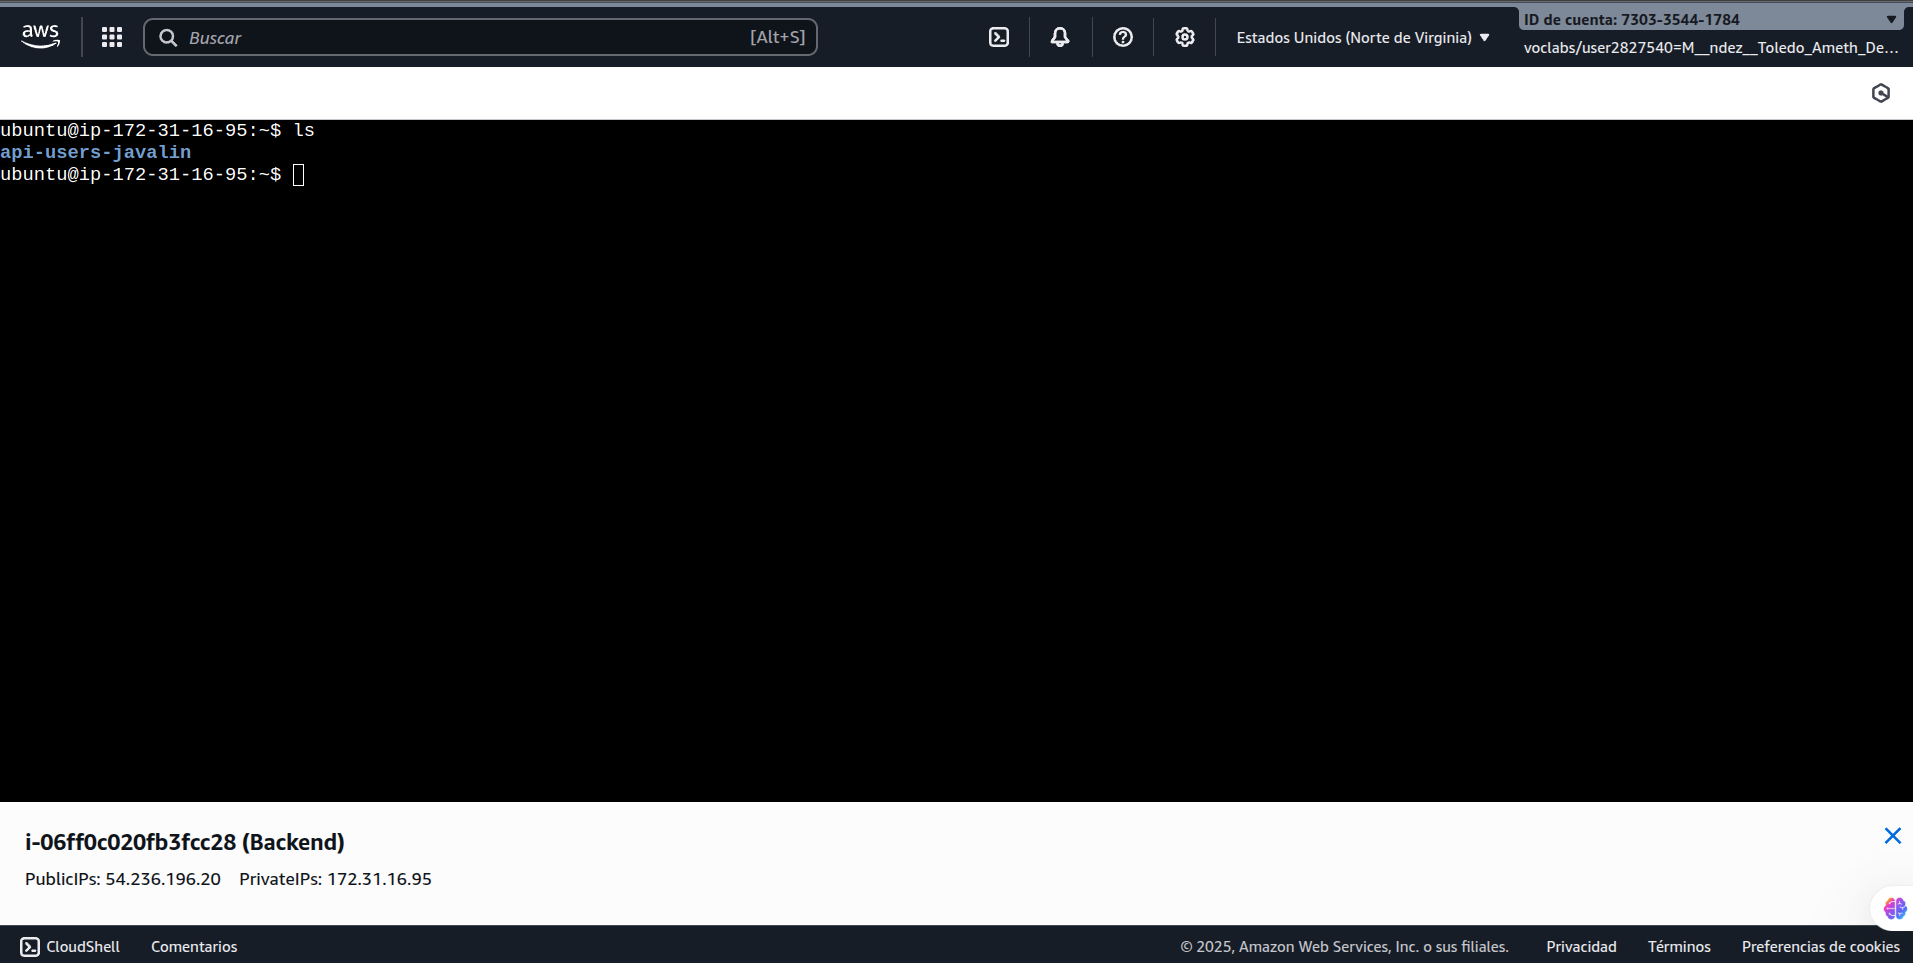 aws
Buscar [Alt+S]
Estados Unidos (Norte de Virginia)
ID de cuenta: 7303-3544-1784
voclabs/user2827540=M__ndez__Toledo_Ameth_De...
ubuntu@ip-172-31-16-95:~$ ls
api-users-javalin
ubuntu@ip-172-31-16-95:~$
i-06ff0c020fb3fcc28 (Backend)
PublicIPs: 54.236.196.20 PrivateIPs: 172.31.16.95
CloudShell Comentarios © 2025, Amazon Web Services, Inc. o sus filiales. Privacidad Términos Preferencias de cookies